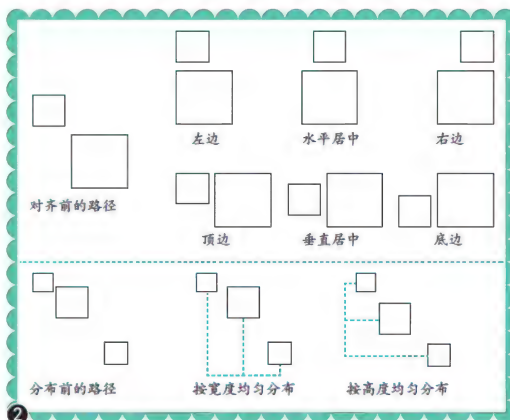 左边
水平居中
右边
对齐前的路径
顶边
垂直居中
底边
分布前的路径
按宽度均匀分布
按高度均匀分布
2